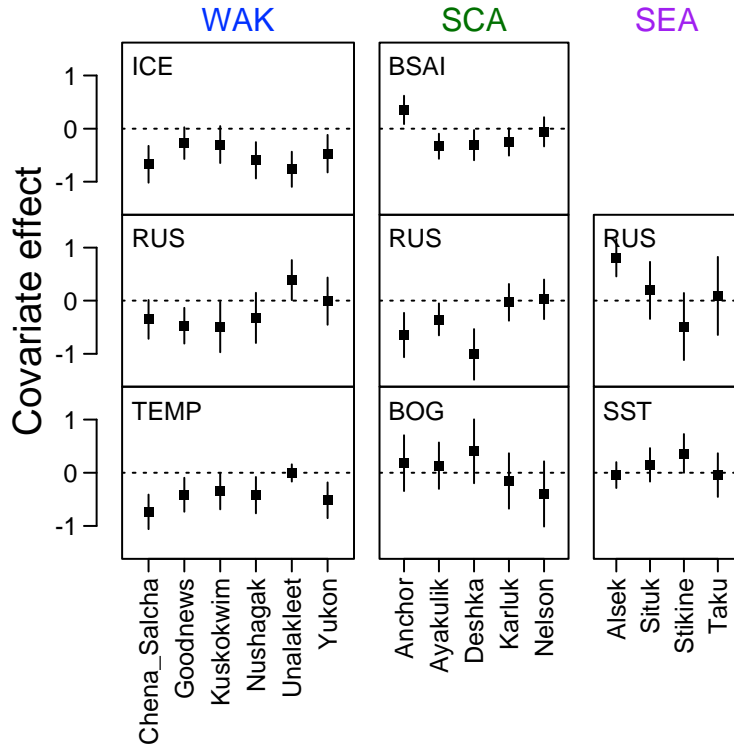 WAK
SCA
SEA
ICE
BSAI
1
0
-1
RUS
RUS
RUS
1
0
-1
TEMP
BOG
SST
1
0
-1
Covariate effect
Chena_Salcha
Goodnews
Kuskokwim
Nushagak
Unalakleet
Yukon
Anchor
Ayakulik
Deshka
Karluk
Nelson
Alsek
Situk
Stikine
Taku